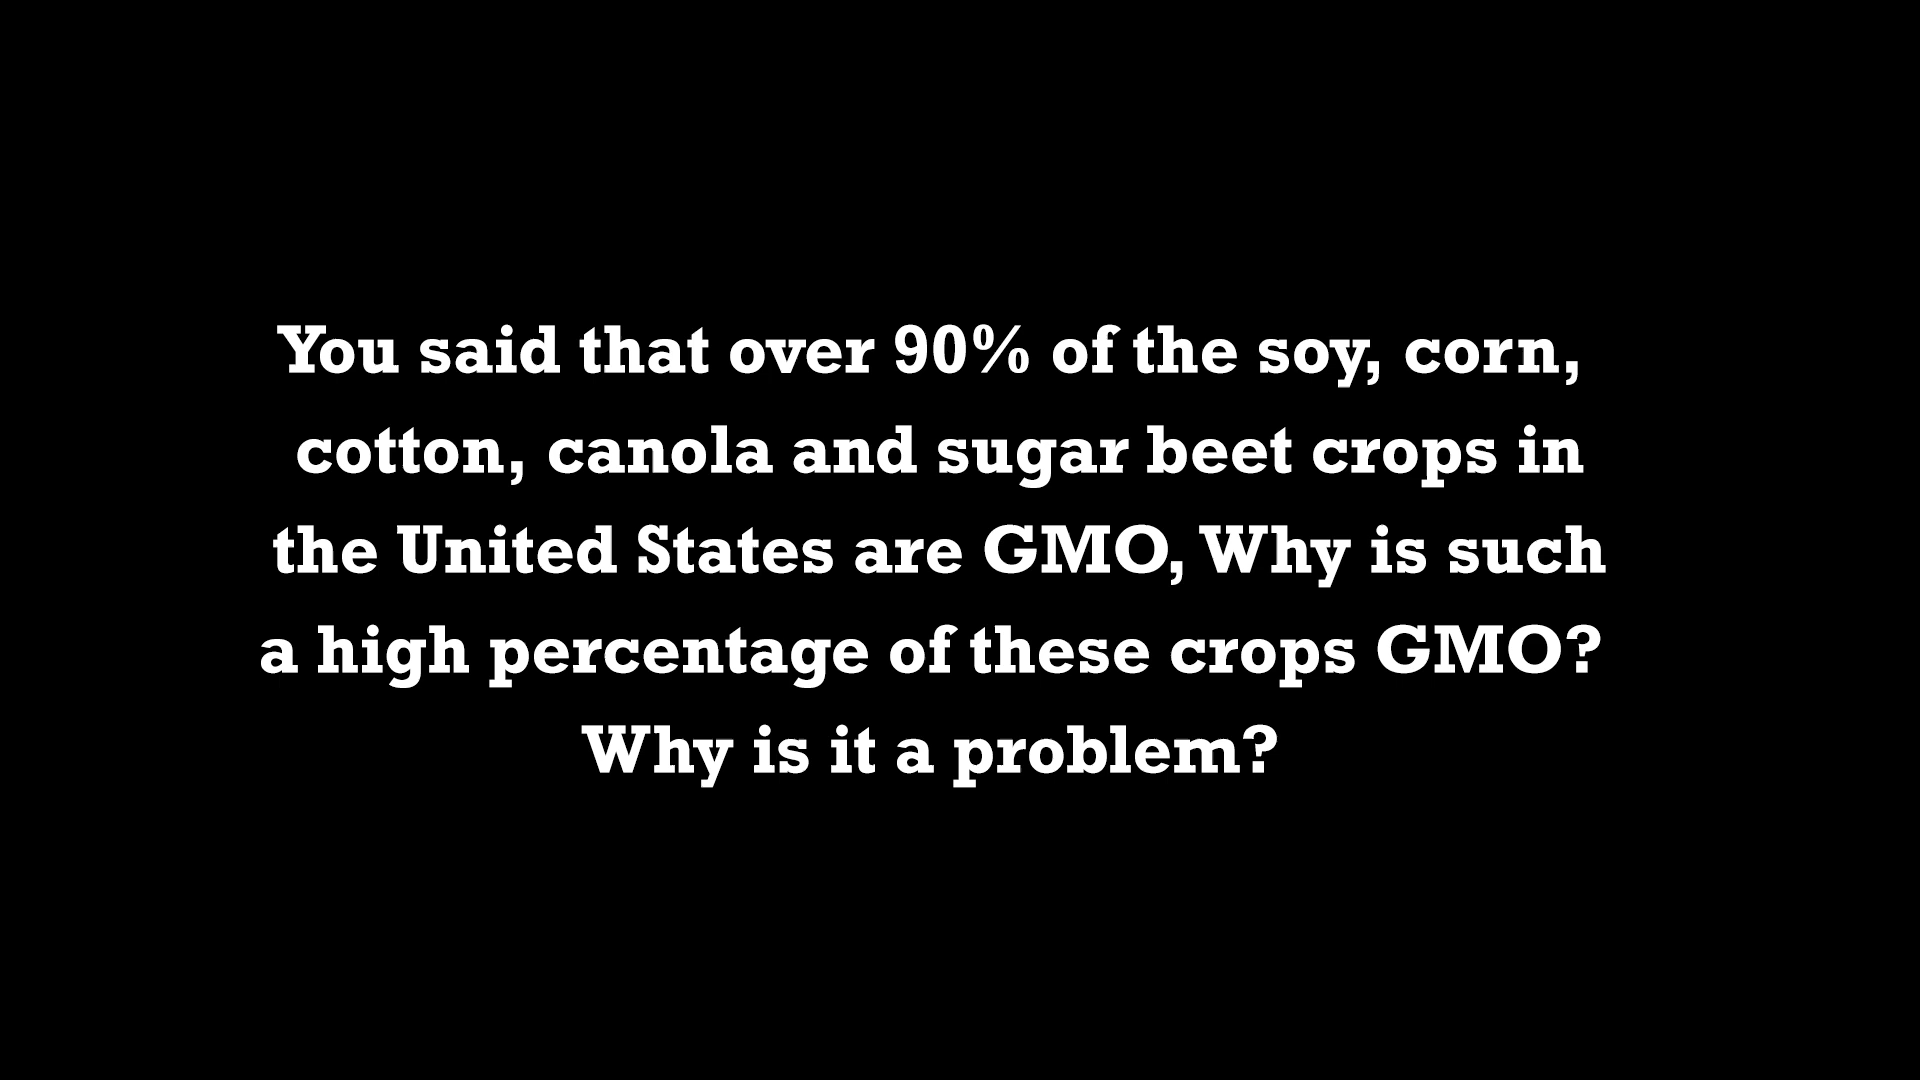 You said that over 90% of the soy, corn,
cotton, canola and sugar beet crops in
the United States are GMO, Why is such
a high percentage of these crops GMO?
Why is it a problem?